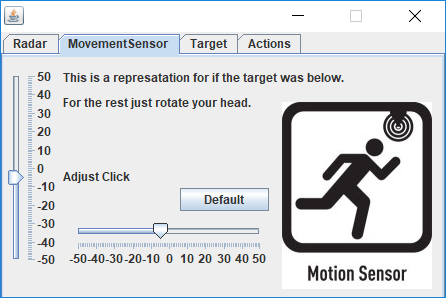 Radar MovementSensor Target Actions
This is a represatation for if the target was below.
For the rest just rotate your head.
50
40
30
20
10
0
-10
-20
-30
-40
-50
Adjust Click
Default
-50 -40 -30 -20 -10 0 10 20 30 40 50
Motion Sensor